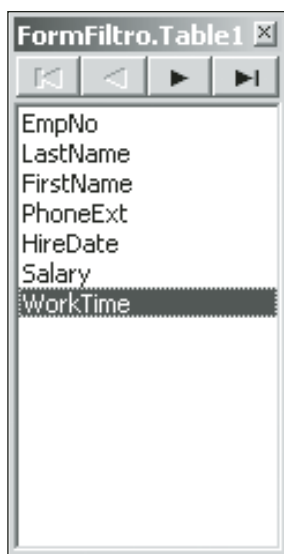 FormFiltro.Table1
EmpNo
LastName
FirstName
PhoneExt
HireDate
Salary
WorkTime